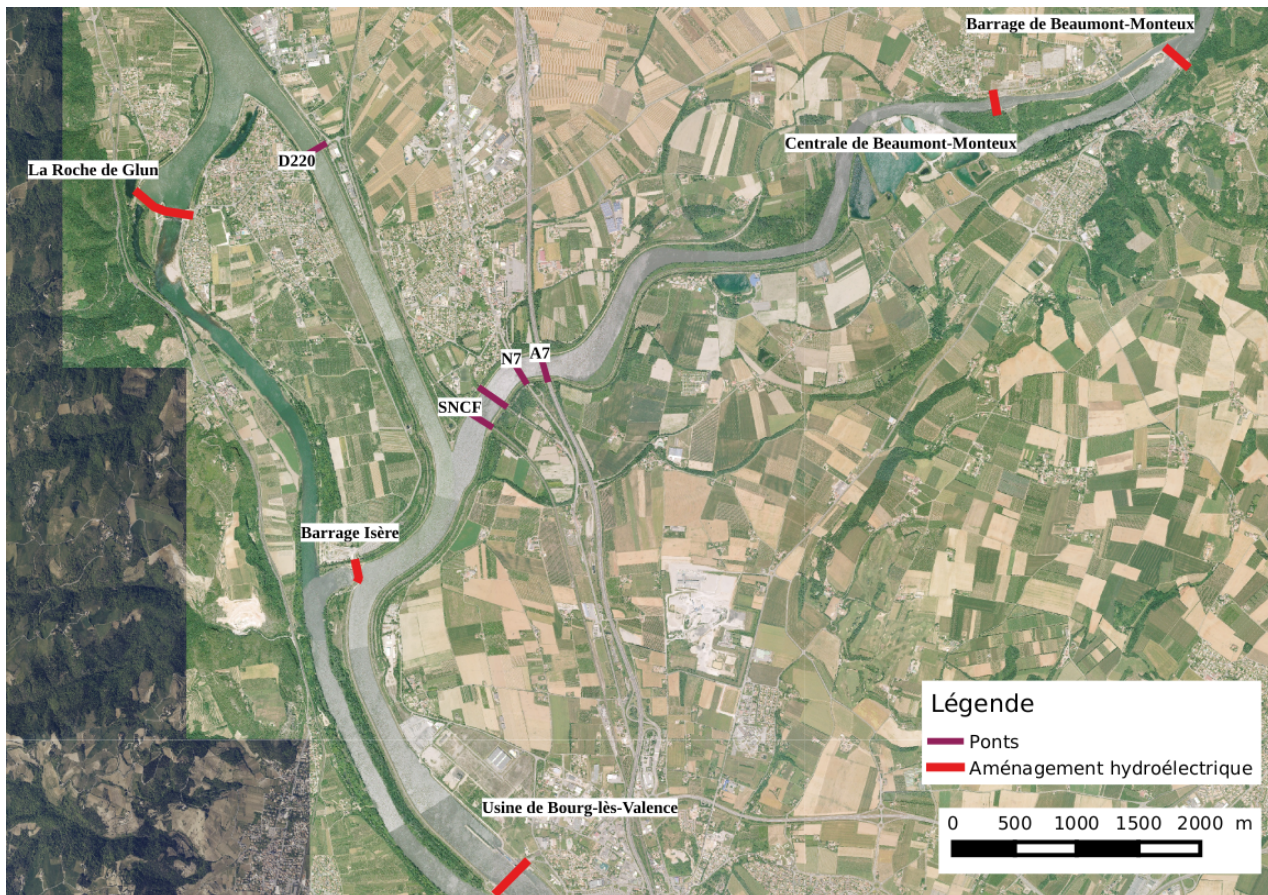 Barrage de Beaumont-Monteux
Centrale de Beaumont-Monteux
D220
La Roche de Glun
N7
A7
SNCF
Barrage Isère
Usine de Bourg-lès-Valence
Légende
Ponts
Aménagement hydroélectrique
0 500 1000 1500 2000 m